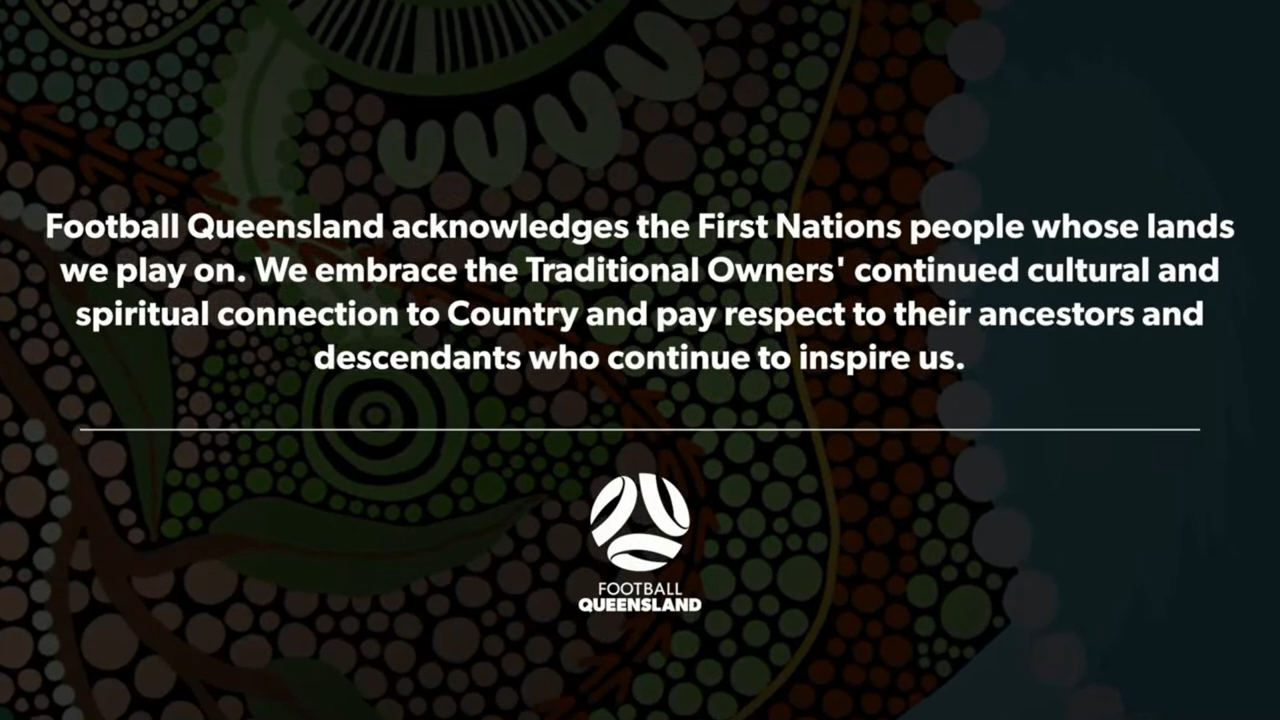 Football Queensland acknowledges the First Nations people whose lands
we play on. We embrace the Traditional Owners' continued cultural and
spiritual connection to Country and pay respect to their ancestors and
descendants who continue to inspire us.
FOOTBALL
QUEENSLAND